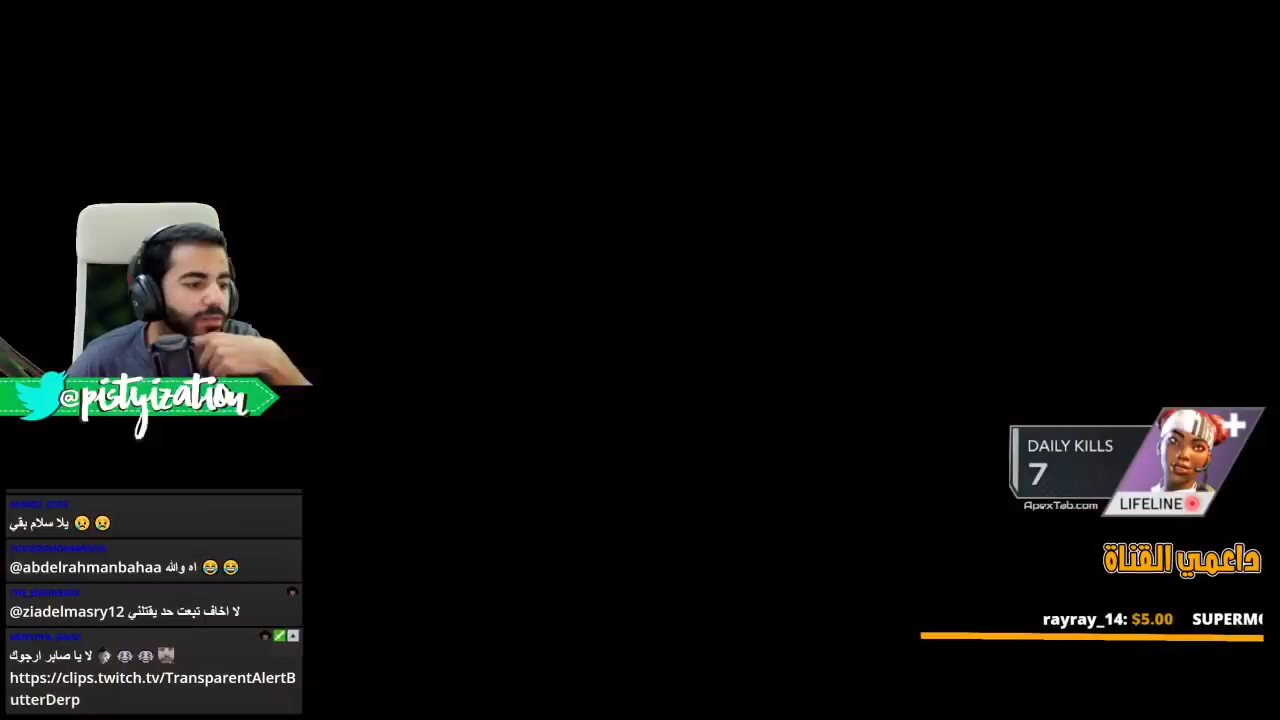 @pistyization
يلا سلام بقي 😢 😢
@abdelrahmanbahaa اه والله 😂 😂
@ziadelmasry12 لا اخاف تبعت حد يقتلني
لا يا صابر ارجوك
https://clips.twitch.tv/TransparentAlertB
utterDerp
DAILY KILLS
7
LIFELINE
ApexTab.com
داعمي القناة
rayray_14: $5.00 SUPERM